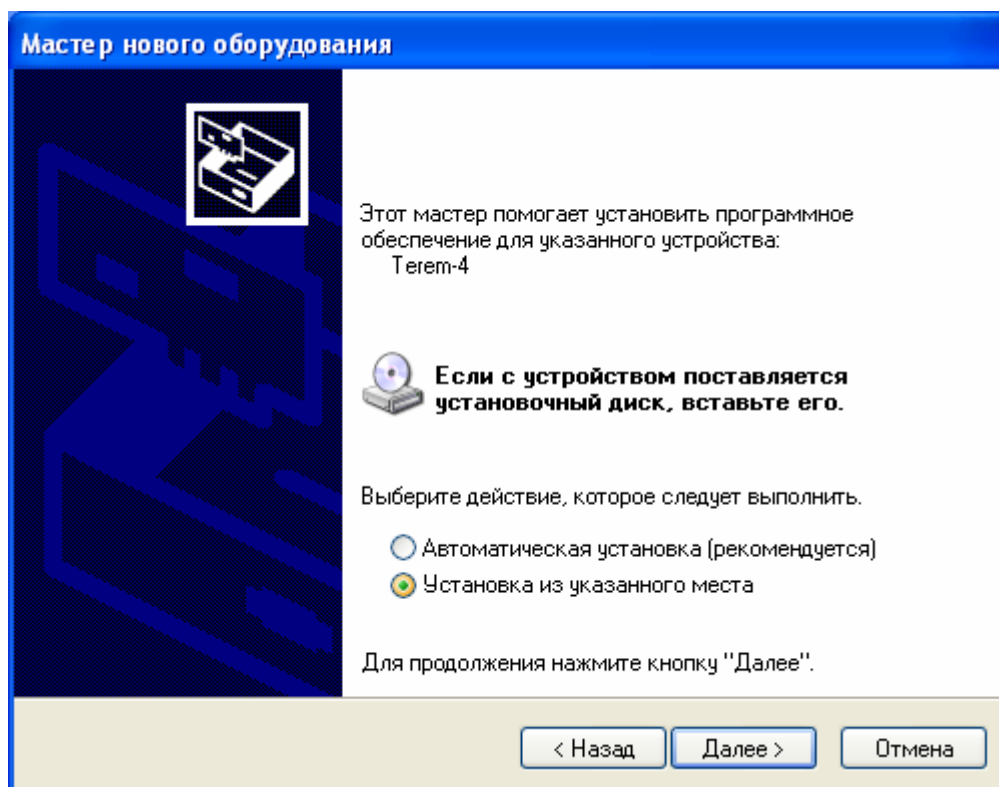 Мастер нового оборудования
Этот мастер помогает установить программное
обеспечение для указанного устройства:
Terem-4
Если с устройством поставляется
установочный диск, вставьте его.
Выберите действие, которое следует выполнить.
Автоматическая установка (рекомендуется)
Установка из указанного места
Для продолжения нажмите кнопку "Далее".
< Назад
Далее >
Отмена